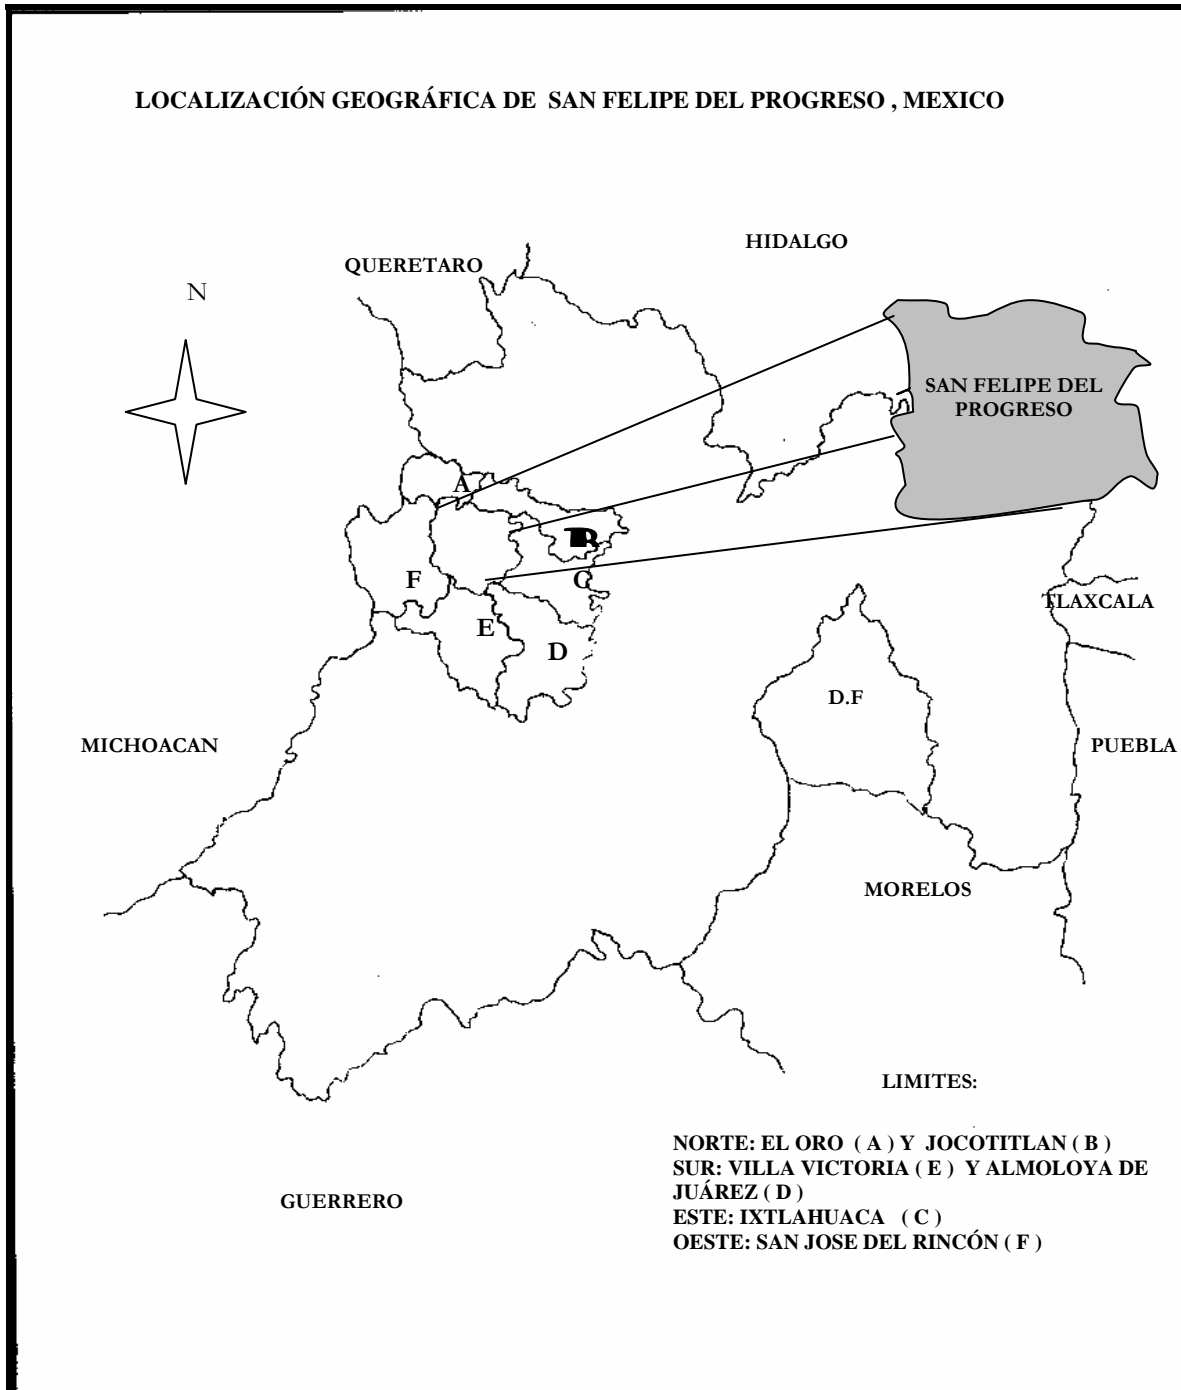 LOCALIZACIÓN GEOGRÁFICA DE SAN FELIPE DEL PROGRESO , MEXICO
HIDALGO
QUERETARO
N
SAN FELIPE DEL
PROGRESO
A
B
F
C
TLAXCALA
E
D
D.F
MICHOACAN
PUEBLA
MORELOS
LIMITES:
NORTE: EL ORO ( A ) Y JOCOTITLAN ( B )
SUR: VILLA VICTORIA ( E ) Y ALMOLOYA DE
JUÁREZ ( D )
ESTE: IXTLAHUACA ( C )
OESTE: SAN JOSE DEL RINCÓN ( F )
GUERRERO